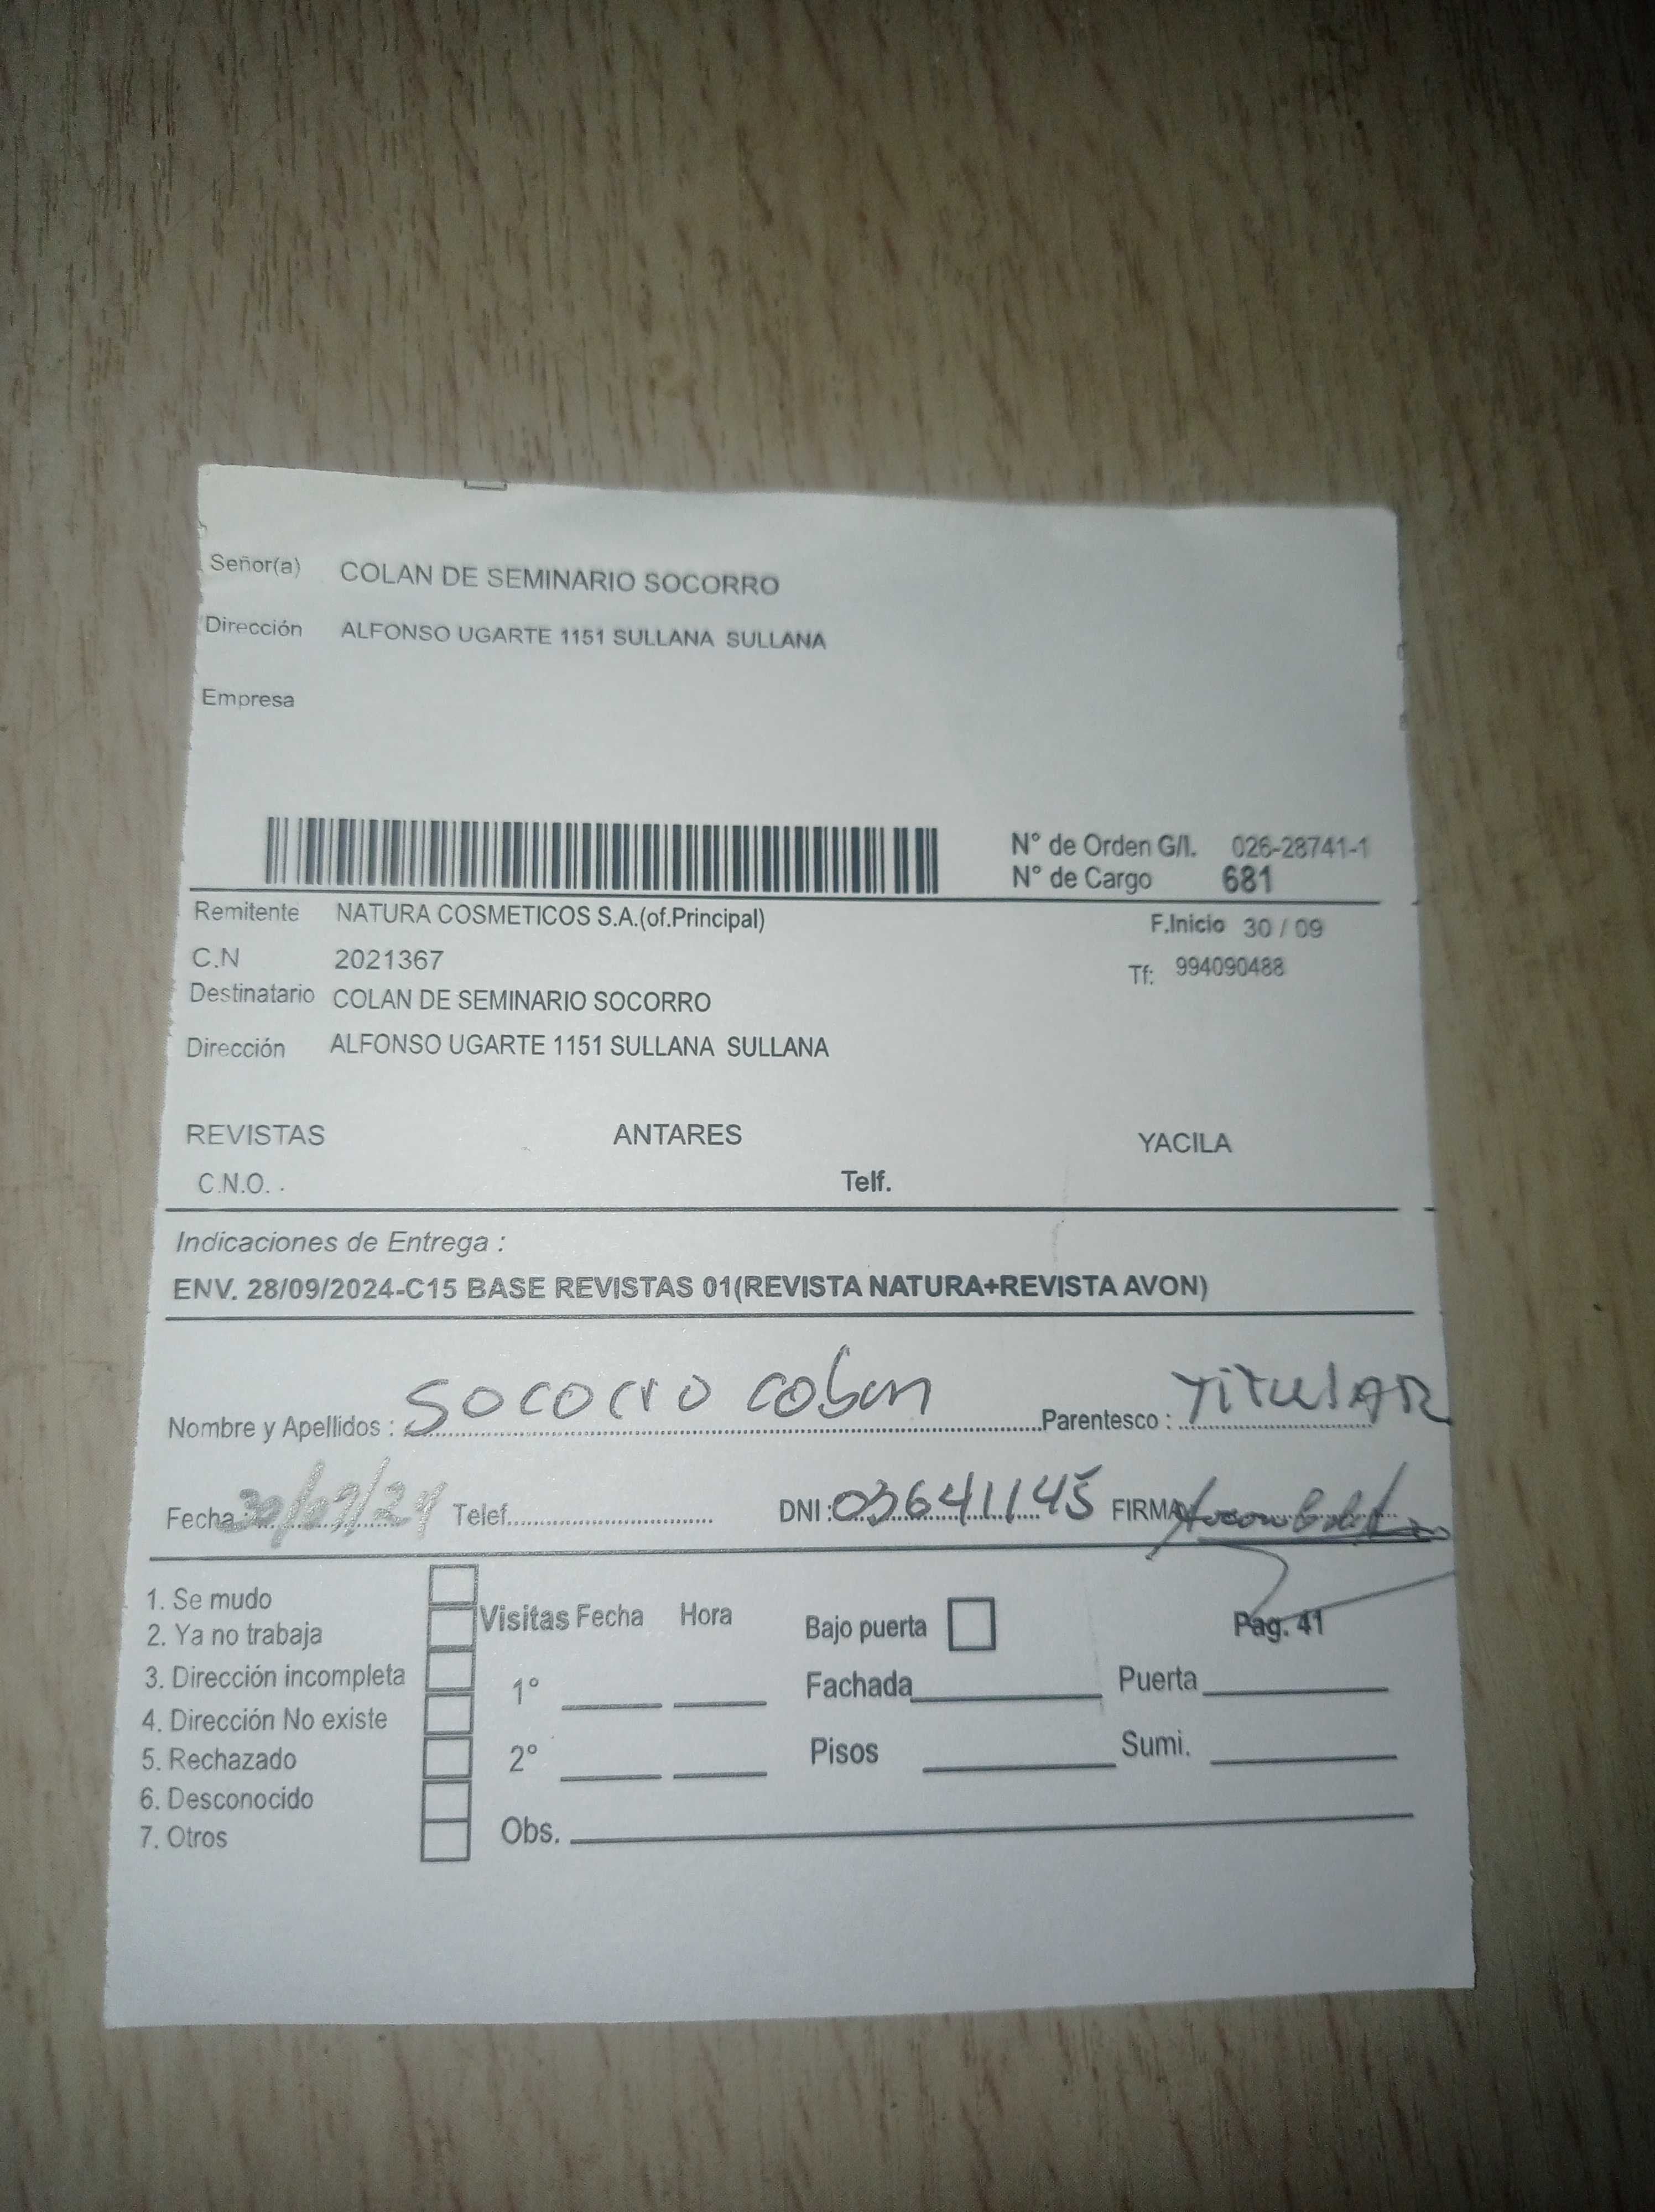 Señor(a) COLAN DE SEMINARIO SOCORRO
Dirección ALFONSO UGARTE 1151 SULLANA SULLANA
Empresa
N° de Orden G/I. 026-28741-1
N° de Cargo 681
Remitente NATURA COSMETICOS S.A.(of.Principal) F.Inicio 30 / 09
C.N 2021367 Tf: 994090488
Destinatario COLAN DE SEMINARIO SOCORRO
Dirección ALFONSO UGARTE 1151 SULLANA SULLANA
REVISTAS ANTARES YACILA
C.N.O. . Telf.
Indicaciones de Entrega :
ENV. 28/09/2024-C15 BASE REVISTAS 01(REVISTA NATURA+REVISTA AVON)
Nombre y Apellidos : Socorro Colan Parentesco : TiTulAR
Fecha : 30/09/24 Telef. DNI : 03641145 FIRMA
1. Se mudo
2. Ya no trabaja
3. Dirección incompleta
4. Dirección No existe
5. Rechazado
6. Desconocido
7. Otros
Visitas Fecha Hora
1°
2°
Bajo puerta Pag. 41
Fachada Puerta
Pisos Sumi.
Obs.